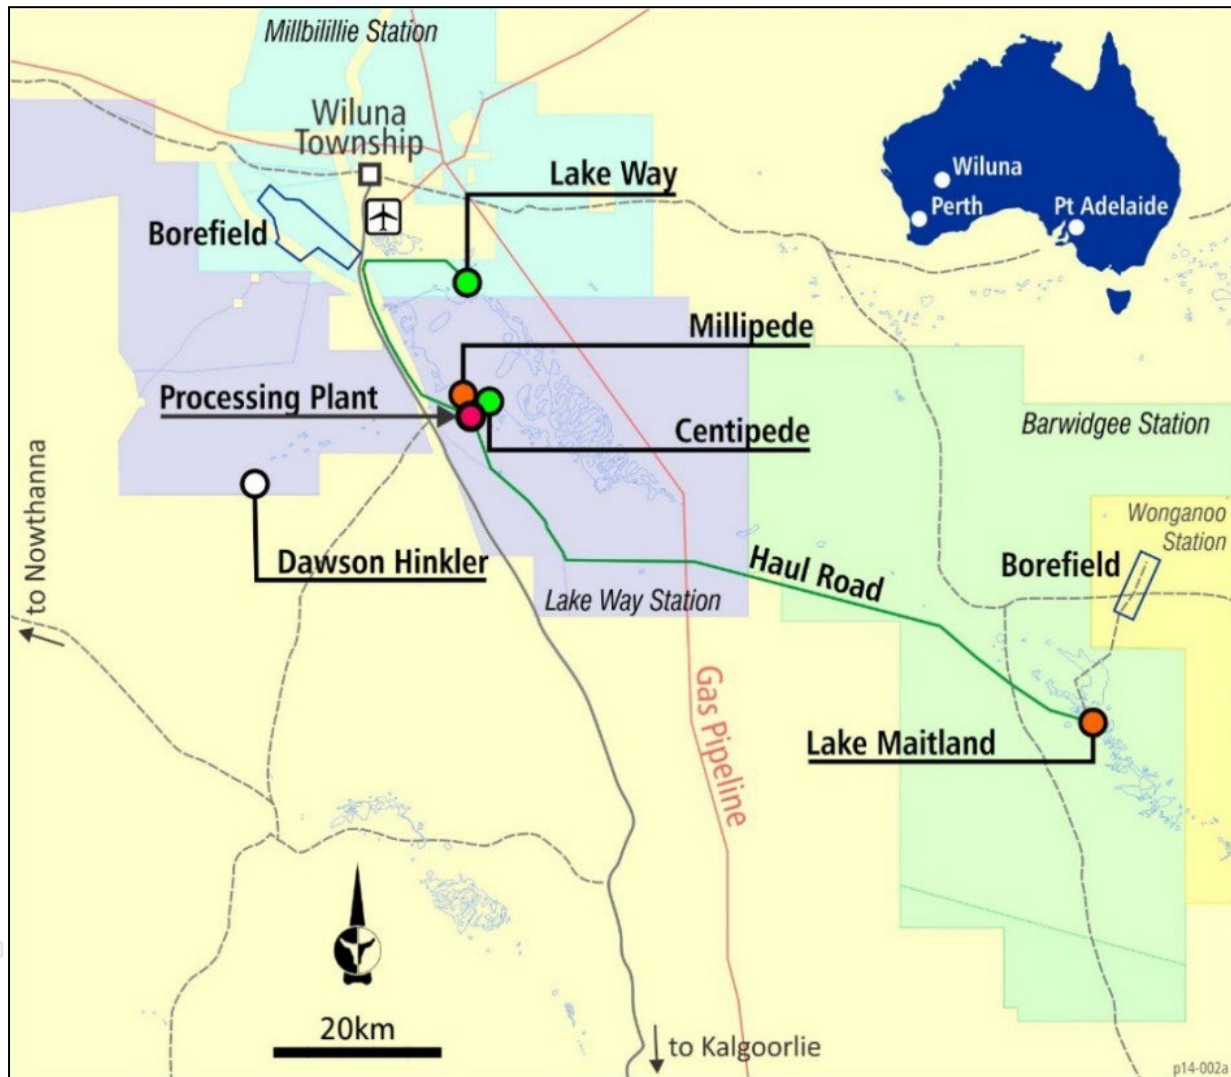 Millbilillie Station
Wiluna
Township
Lake Way
Borefield
Wiluna
Perth
Pt Adelaide
Millipede
Processing Plant
Centipede
Barwidgee Station
Wonganoo
Station
Borefield
Dawson Hinkler
to Nowthanna
Haul Road
Lake Way Station
Gas Pipeline
Lake Maitland
20km
to Kalgoorlie
p14-002a